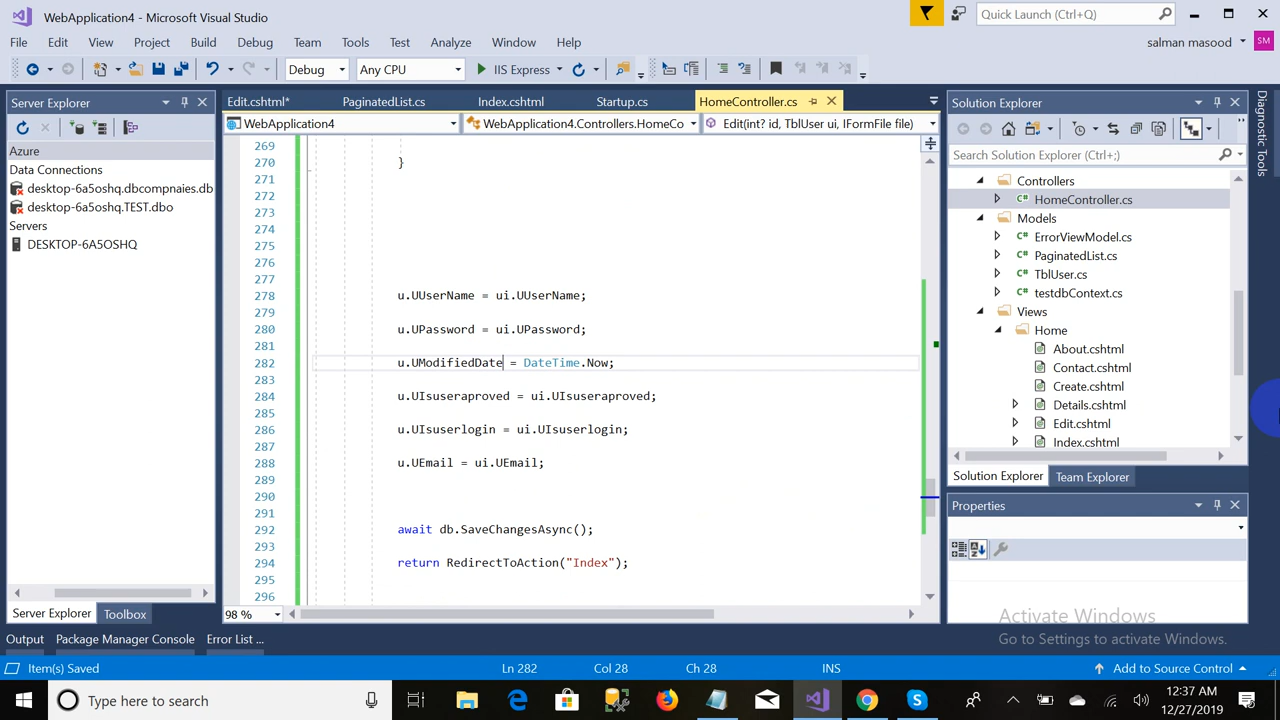 WebApplication4 - Microsoft Visual Studio
Quick Launch (Ctrl+Q)
File Edit View Project Build Debug Team Tools Test Analyze Window Help
salman masood SM
Debug Any CPU IIS Express
Server Explorer
Azure
Data Connections
desktop-6a5oshq.dbcompnaies.db
desktop-6a5oshq.TEST.dbo
Servers
DESKTOP-6A5OSHQ
Server Explorer Toolbox
Edit.cshtml* PaginatedList.cs Index.cshtml Startup.cs HomeController.cs
WebApplication4 WebApplication4.Controllers.HomeCo Edit(int? id, TblUser ui, IFormFile file)
269
270 }
271
272
273
274
275
276
277
278 u.UUserName = ui.UUserName;
279
280 u.UPassword = ui.UPassword;
281
282 u.UModifiedDate = DateTime.Now;
283
284 u.UIsuseraproved = ui.UIsuseraproved;
285
286 u.UIsuserlogin = ui.UIsuserlogin;
287
288 u.UEmail = ui.UEmail;
289
290
291
292 await db.SaveChangesAsync();
293
294 return RedirectToAction("Index");
295
296
98 %
Solution Explorer
Search Solution Explorer (Ctrl+;)
Controllers
C# HomeController.cs
Models
C# ErrorViewModel.cs
C# PaginatedList.cs
C# TblUser.cs
C# testdbContext.cs
Views
Home
About.cshtml
Contact.cshtml
Create.cshtml
Details.cshtml
Edit.cshtml
Index.cshtml
Solution Explorer Team Explorer
Properties
Diagnostic Tools
Activate Windows
Go to Settings to activate Windows.
Output Package Manager Console Error List ...
Item(s) Saved Ln 282 Col 28 Ch 28 INS Add to Source Control
Type here to search
12:37 AM
12/27/2019